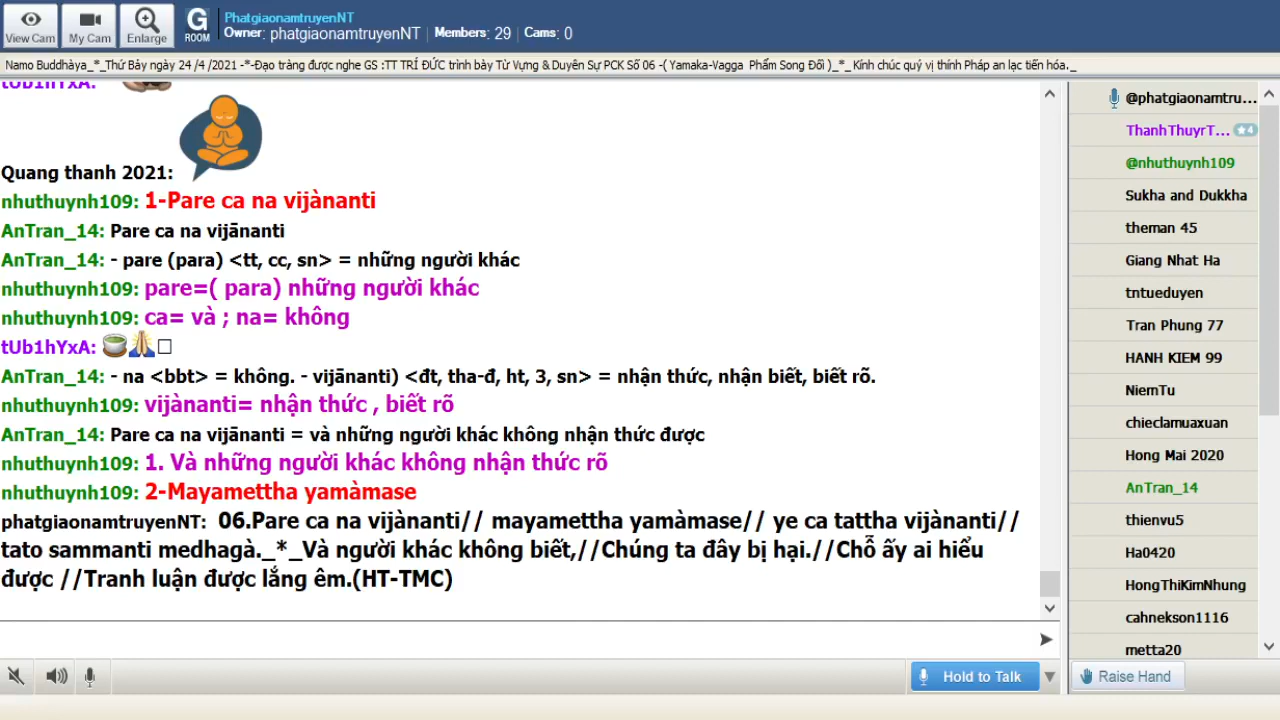 View Cam
My Cam
Enlarge
G
ROOM
PhatgiaonamtruyenNT
Owner: phatgiaonamtruyenNT | Members: 29 | Cams: 0
Namo Buddhàya_*_Thứ Bảy ngày 24 /4 /2021 -*-Đạo tràng được nghe GS :TT TRÍ ĐỨC trình bày Từ Vựng & Duyên Sự PCK Số 06 -( Yamaka-Vagga Phẩm Song Đối )_*_ Kính chúc quý vị thính Pháp an lạc tiến hóa._
tUb1hYxA:
Quang thanh 2021:
nhuthuynh109: 1-Pare ca na vijànanti
AnTran_14: Pare ca na vijānanti
AnTran_14: - pare (para) <tt, cc, sn> = những người khác
nhuthuynh109: pare=( para) những người khác
nhuthuynh109: ca= và ; na= không
tUb1hYxA:
AnTran_14: - na <bbt> = không. - vijānanti) <đt, tha-đ, ht, 3, sn> = nhận thức, nhận biết, biết rõ.
nhuthuynh109: vijànanti= nhận thức , biết rõ
AnTran_14: Pare ca na vijānanti = và những người khác không nhận thức được
nhuthuynh109: 1. Và những người khác không nhận thức rõ
nhuthuynh109: 2-Mayamettha yamàmase
phatgiaonamtruyenNT: 06.Pare ca na vijànanti// mayamettha yamàmase// ye ca tattha vijànanti//
tato sammanti medhagà._*_Và người khác không biết,//Chúng ta đây bị hại.//Chỗ ấy ai hiểu
được //Tranh luận được lắng êm.(HT-TMC)
@phatgiaonamtru...
ThanhThuyrT... 4
@nhuthuynh109
Sukha and Dukkha
theman 45
Giang Nhat Ha
tntueduyen
Tran Phung 77
HANH KIEM 99
NiemTu
chieclamuaxuan
Hong Mai 2020
AnTran_14
thienvu5
Ha0420
HongThiKimNhung
cahnekson1116
metta20
Hold to Talk
Raise Hand